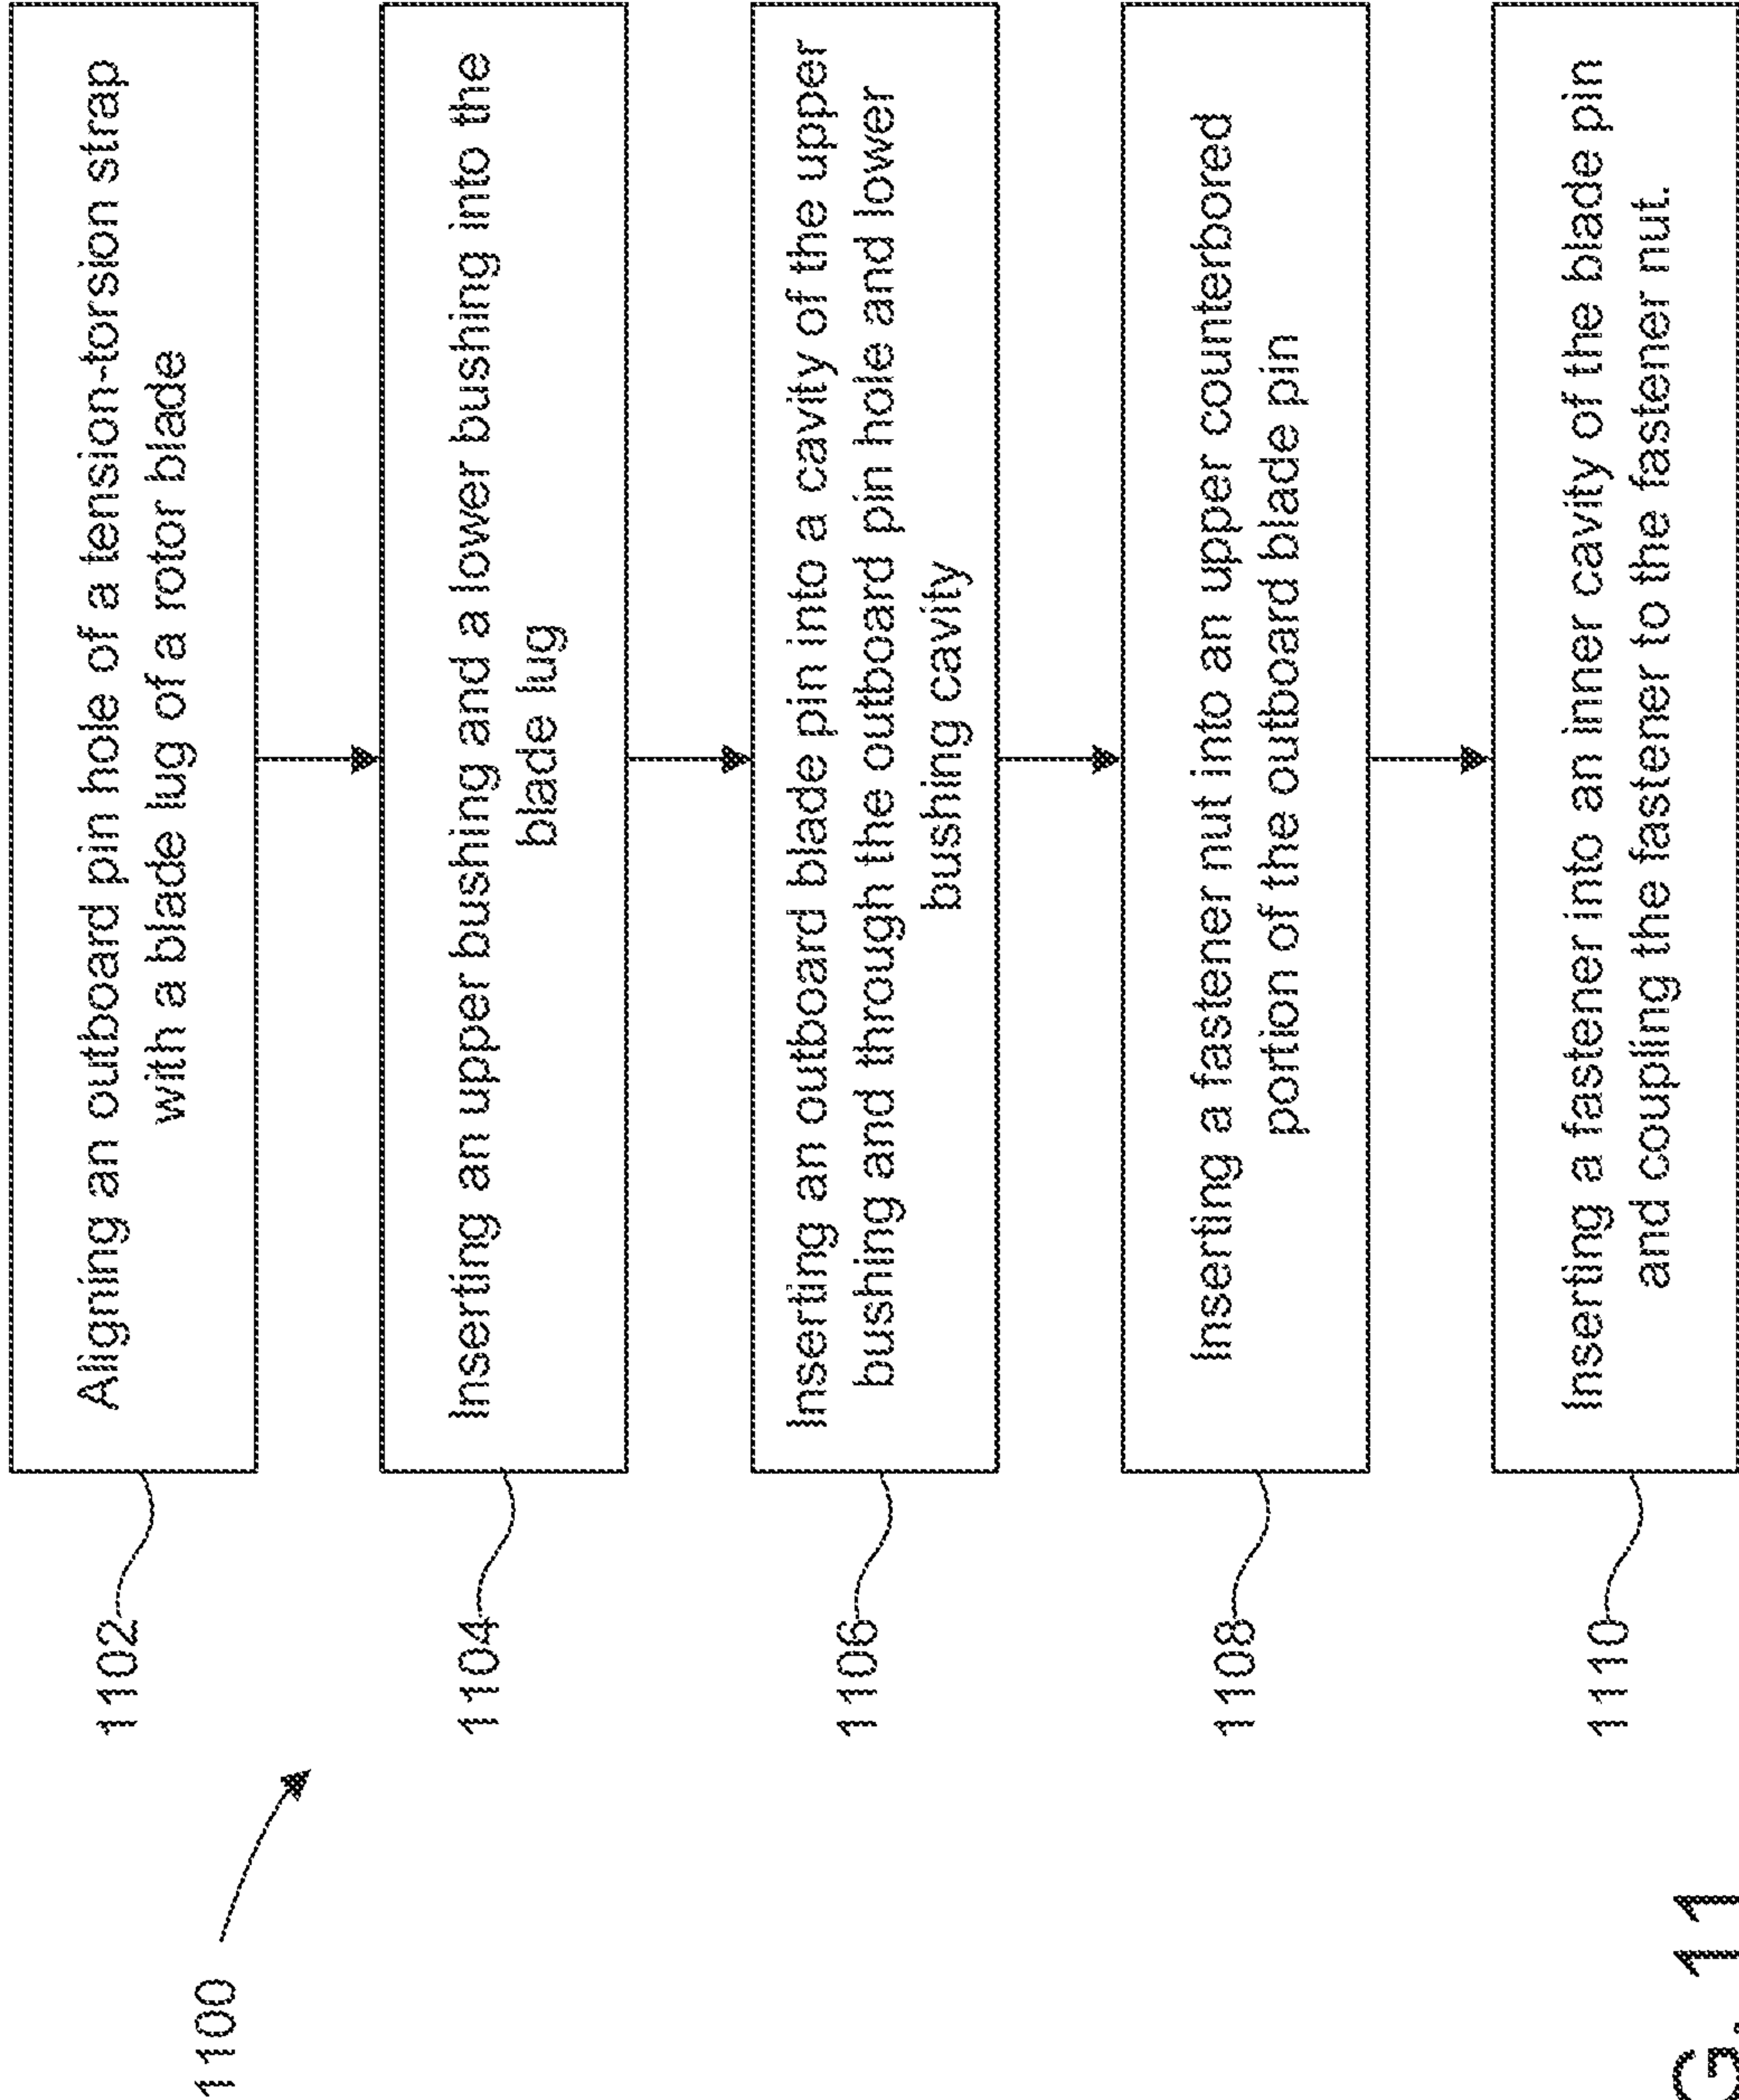 1100
1102
Aligning an outboard pin hole of a tension-torsion strap
with a blade lug of a rotor blade
1104
Inserting an upper bushing and a lower bushing into the
blade lug
1106
Inserting an outboard blade pin into a cavity of the upper
bushing and through the outboard pin hole and lower
bushing cavity
1108
Inserting a fastener nut into an upper counterbored
portion of the outboard blade pin
1110
Inserting a fastener into an inner cavity of the blade pin
and coupling the fastener to the fastener nut.
G. 11